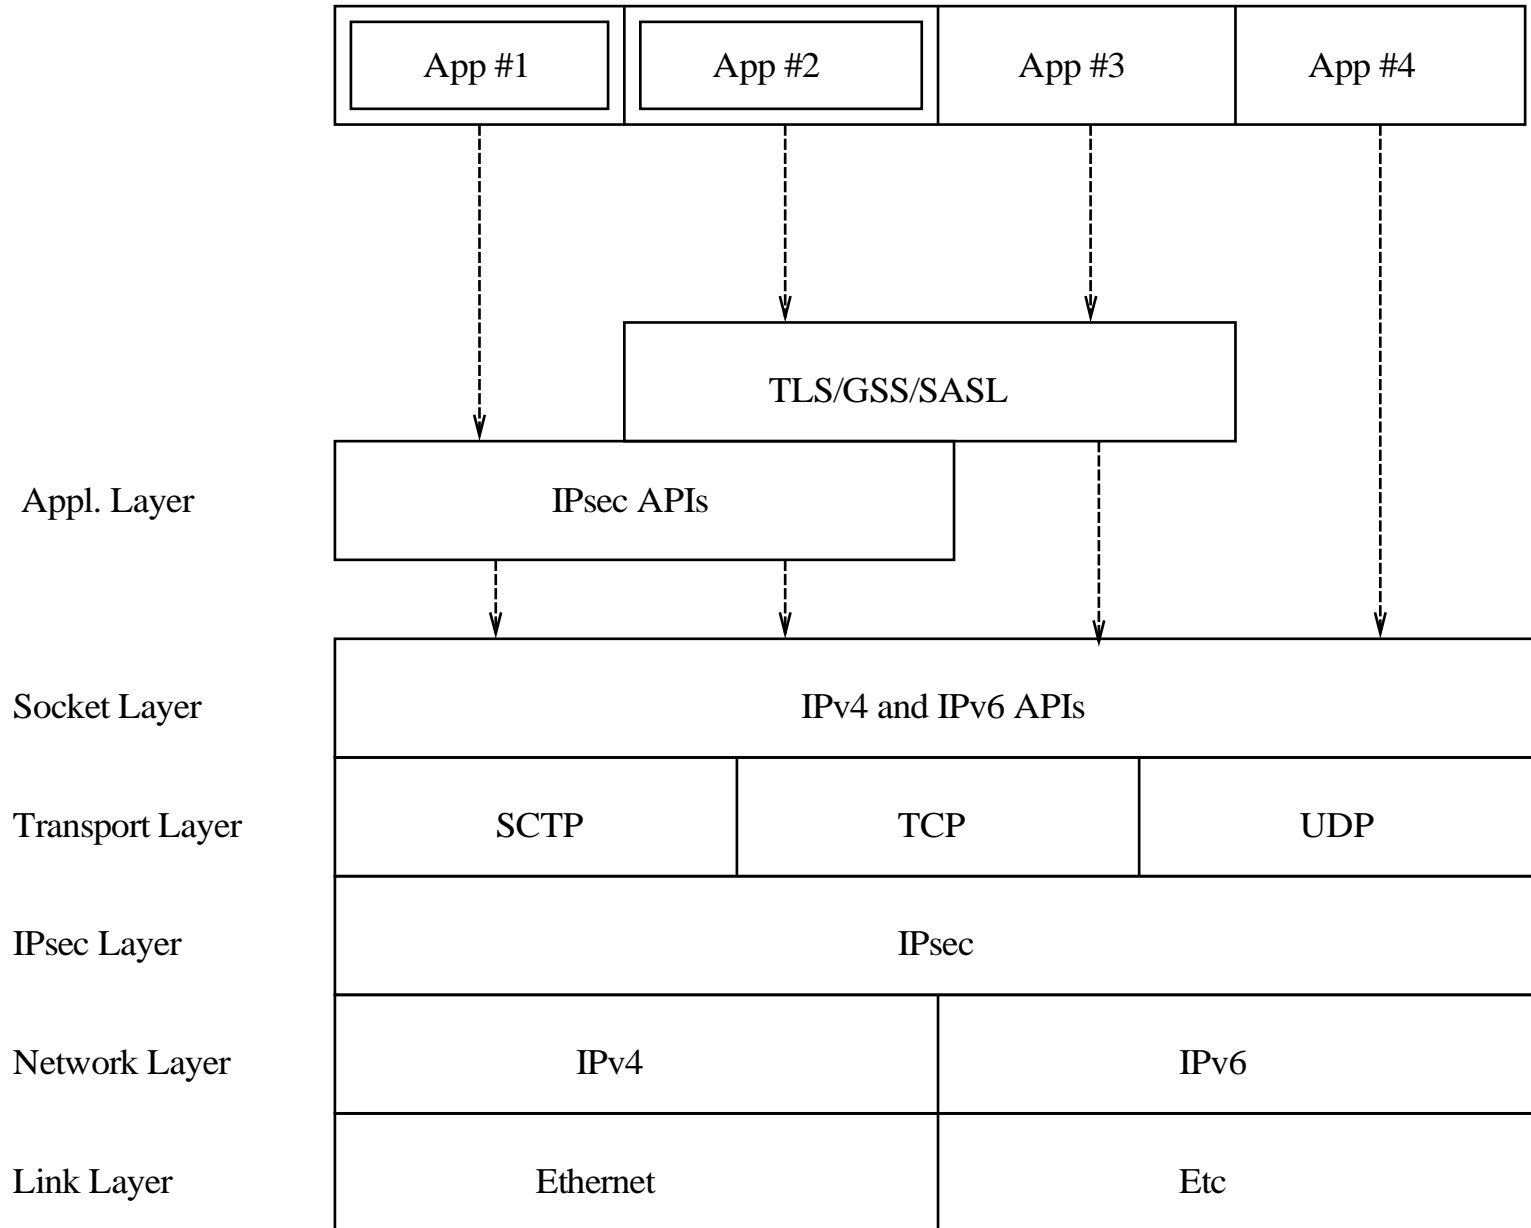 App #1 App #2 App #3 App #4
TLS/GSS/SASL
Appl. Layer IPsec APIs
Socket Layer IPv4 and IPv6 APIs
Transport Layer SCTP TCP UDP
IPsec Layer IPsec
Network Layer IPv4 IPv6
Link Layer Ethernet Etc